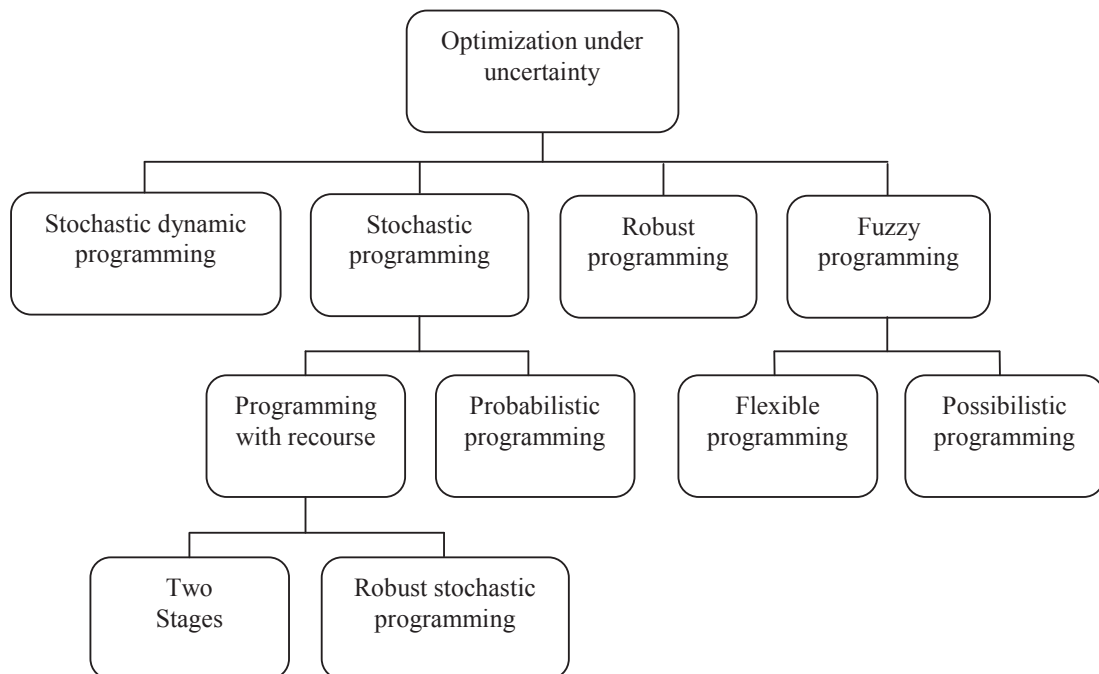 Optimization under
uncertainty
Stochastic dynamic
programming
Stochastic
programming
Robust
programming
Fuzzy
programming
Programming
with recourse
Probabilistic
programming
Flexible
programming
Possibilistic
programming
Two
Stages
Robust stochastic
programming